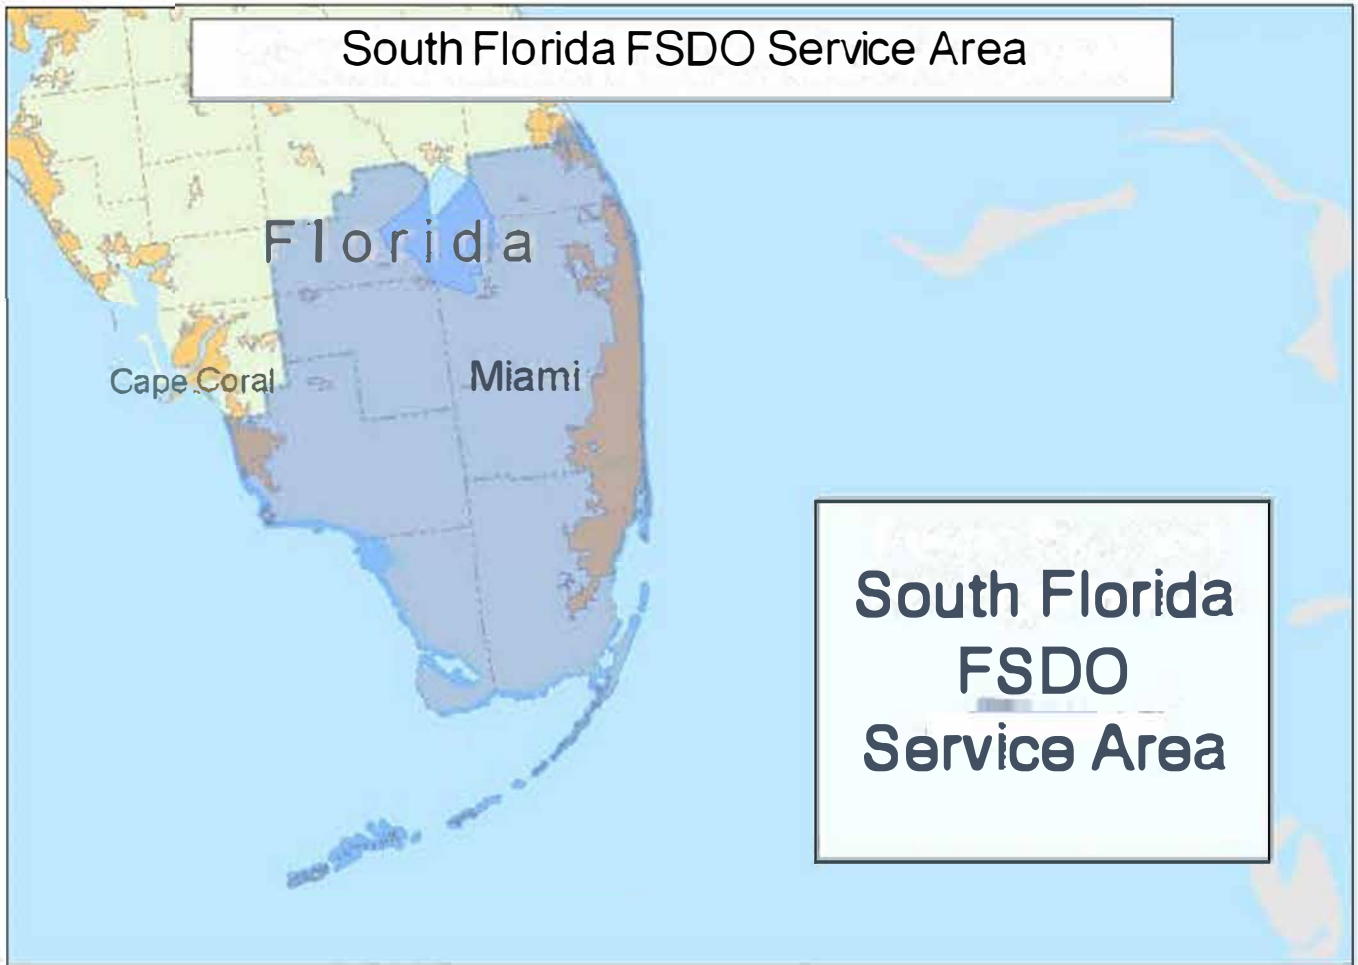 South Florida FSDO Service Area
Florida
Miami
Cape Coral
South Florida
FSDO
Service Area